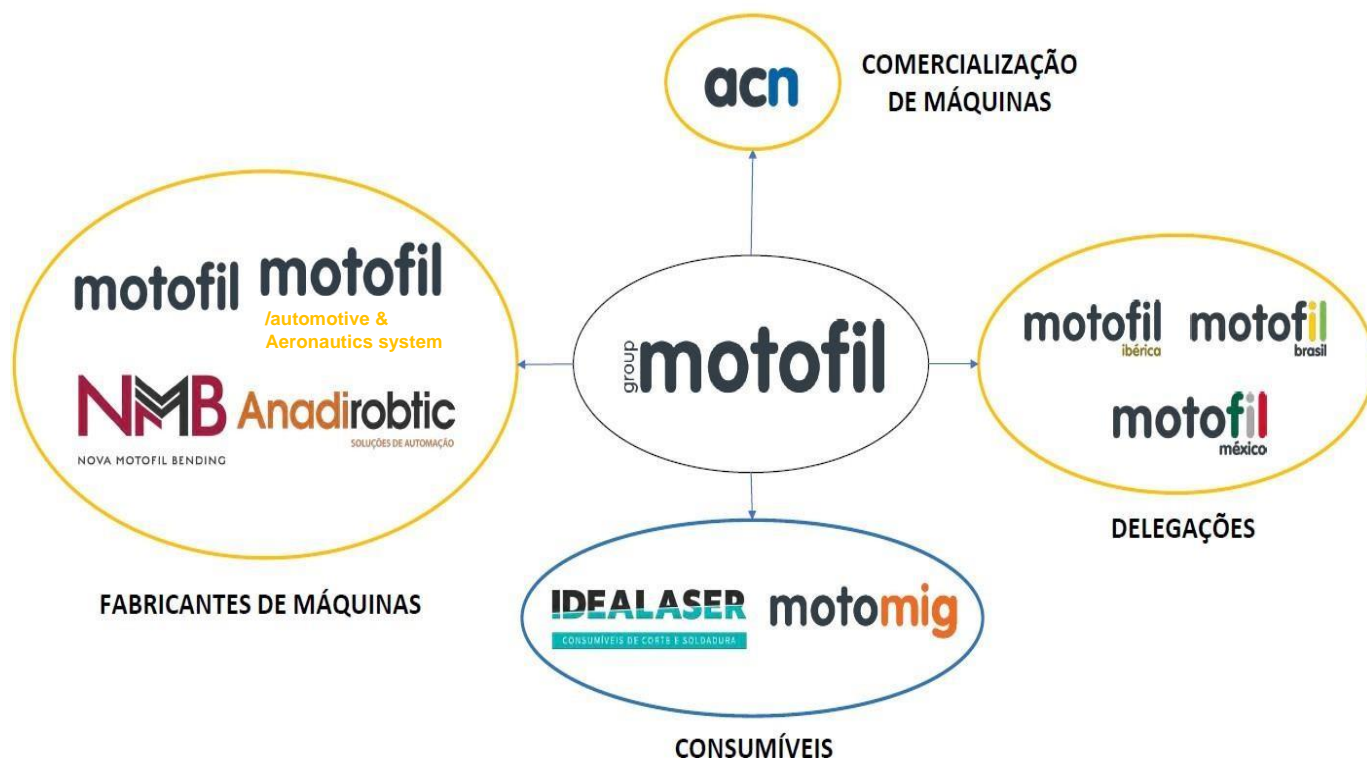 acn
COMERCIALIZAÇÃO
DE MÁQUINAS
motofil
motofil
/automotive &
Aeronautics system
NMB
NOVA MOTOFIL BENDING
Anadirobtic
SOLUÇÕES DE AUTOMAÇÃO
FABRICANTES DE MÁQUINAS
group
motofil
motofil
ibérica
motofil
brasil
motofil
méxico
DELEGAÇÕES
IDEALASER
CONSUMÍVEIS DE CORTE E SOLDADURA
motomig
CONSUMÍVEIS